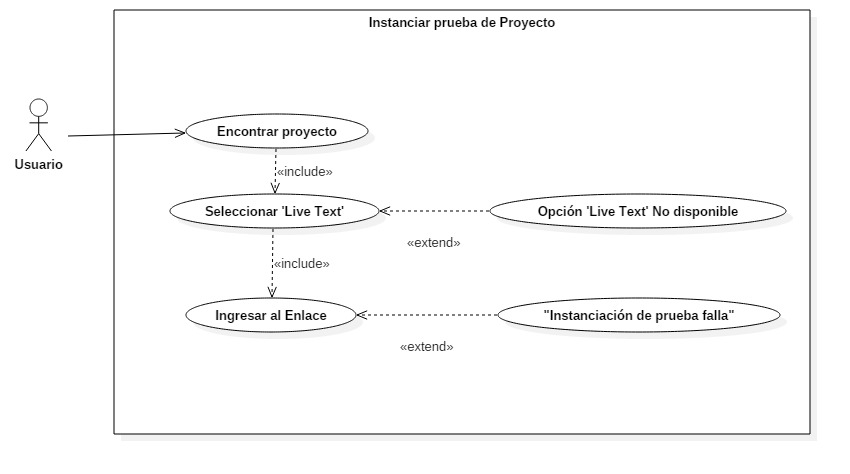 Instanciar prueba de Proyecto
Encontrar proyecto
Usuario
«include»
Seleccionar 'Live Text'
Opción 'Live Text' No disponible
«extend»
«include»
Ingresar al Enlace
"Instanciación de prueba falla"
«extend»